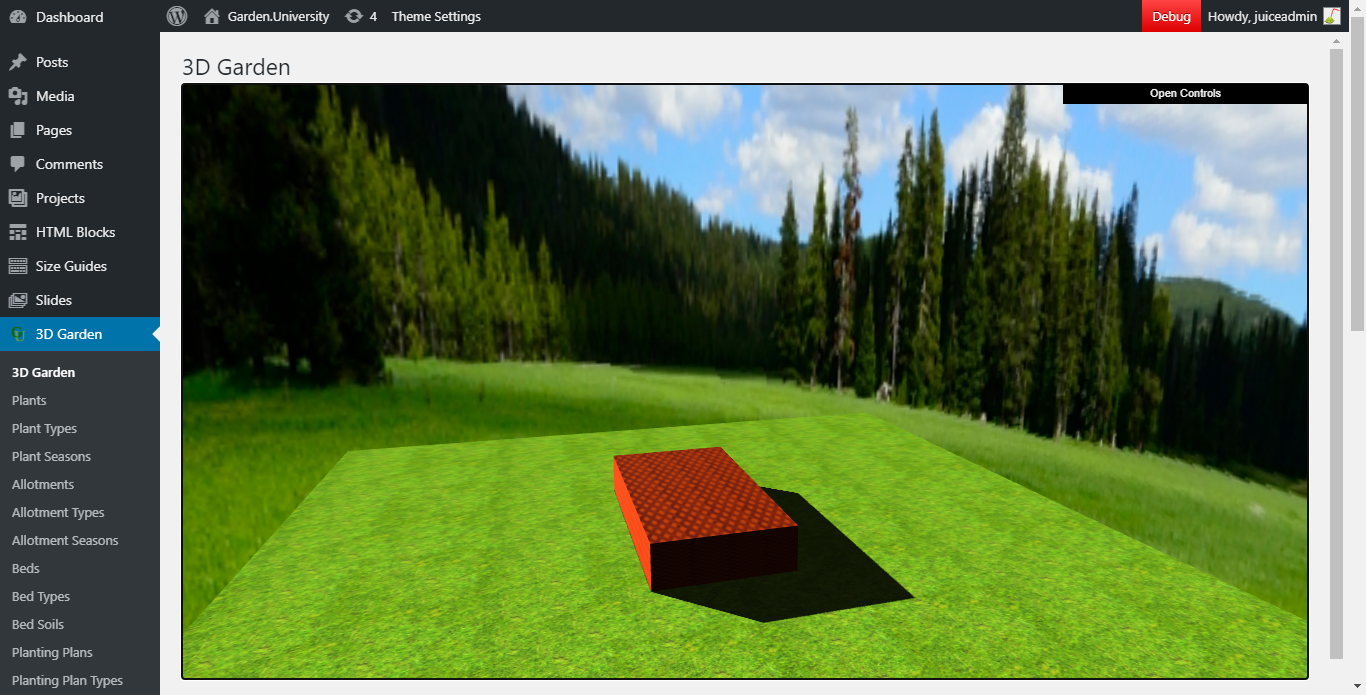 Dashboard
Garden.University
4
Theme Settings
Debug
Howdy, juiceadmin
Posts
Media
Pages
Comments
Projects
HTML Blocks
Size Guides
Slides
3D Garden
3D Garden
Plants
Plant Types
Plant Seasons
Allotments
Allotment Types
Allotment Seasons
Beds
Bed Types
Bed Soils
Planting Plans
Planting Plan Types
3D Garden
Open Controls